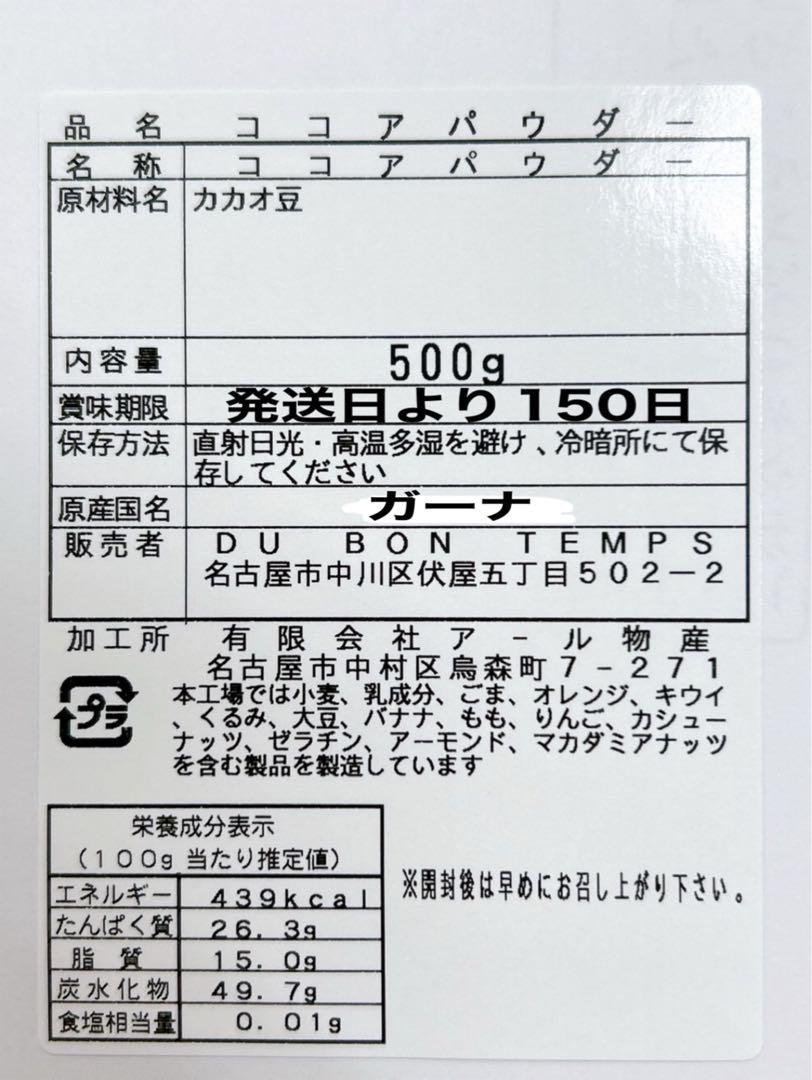 品名 ココアパウダー
名称 ココアパウダー
原材料名 カカオ豆
内容量 500g
賞味期限 発送日より150日
保存方法 直射日光・高温多湿を避け、冷暗所にて保
存してください
原産国名 ガーナ
販売者 DU BON TEMPS
名古屋市中川区伏屋五丁目502-2
加工所 有限会社アール物産
名古屋市中村区烏森町7-271
プラ
本工場では小麦、乳成分、ごま、オレンジ、キウイ
、くるみ、大豆、バナナ、もも、りんご、カシュー
ナッツ、ゼラチン、アーモンド、マカダミアナッツ
を含む製品を製造しています
栄養成分表示
(100g 当たり推定値)
エネルギー 439kcal
たんぱく質 26.3g
脂質 15.0g
炭水化物 49.7g
食塩相当量 0.01g
※開封後は早めにお召し上がり下さい。